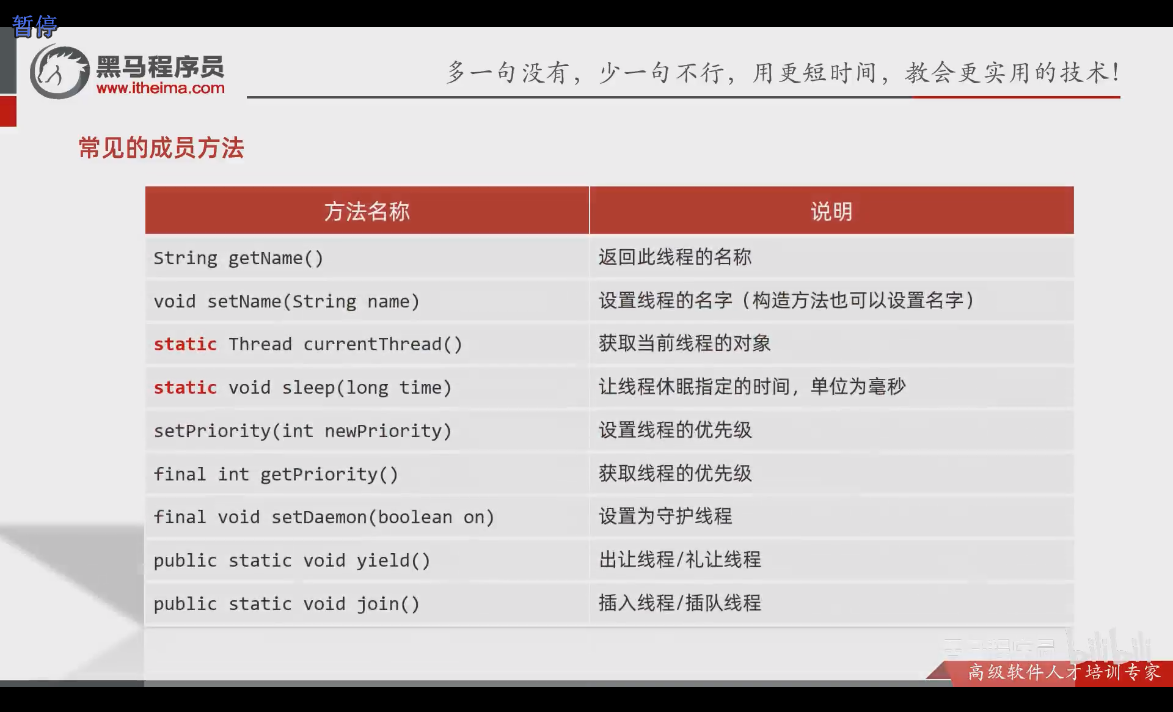 暂停
黑马程序员
www.itheima.com
多一句没有，少一句不行，用更短时间，教会更实用的技术！
常见的成员方法
方法名称 说明
String getName() 返回此线程的名称
void setName(String name) 设置线程的名字（构造方法也可以设置名字）
static Thread currentThread() 获取当前线程的对象
static void sleep(long time) 让线程休眠指定的时间，单位为毫秒
setPriority(int newPriority) 设置线程的优先级
final int getPriority() 获取线程的优先级
final void setDaemon(boolean on) 设置为守护线程
public static void yield() 出让线程/礼让线程
public static void join() 插入线程/插队线程
bilibili
高级软件人才培训专家